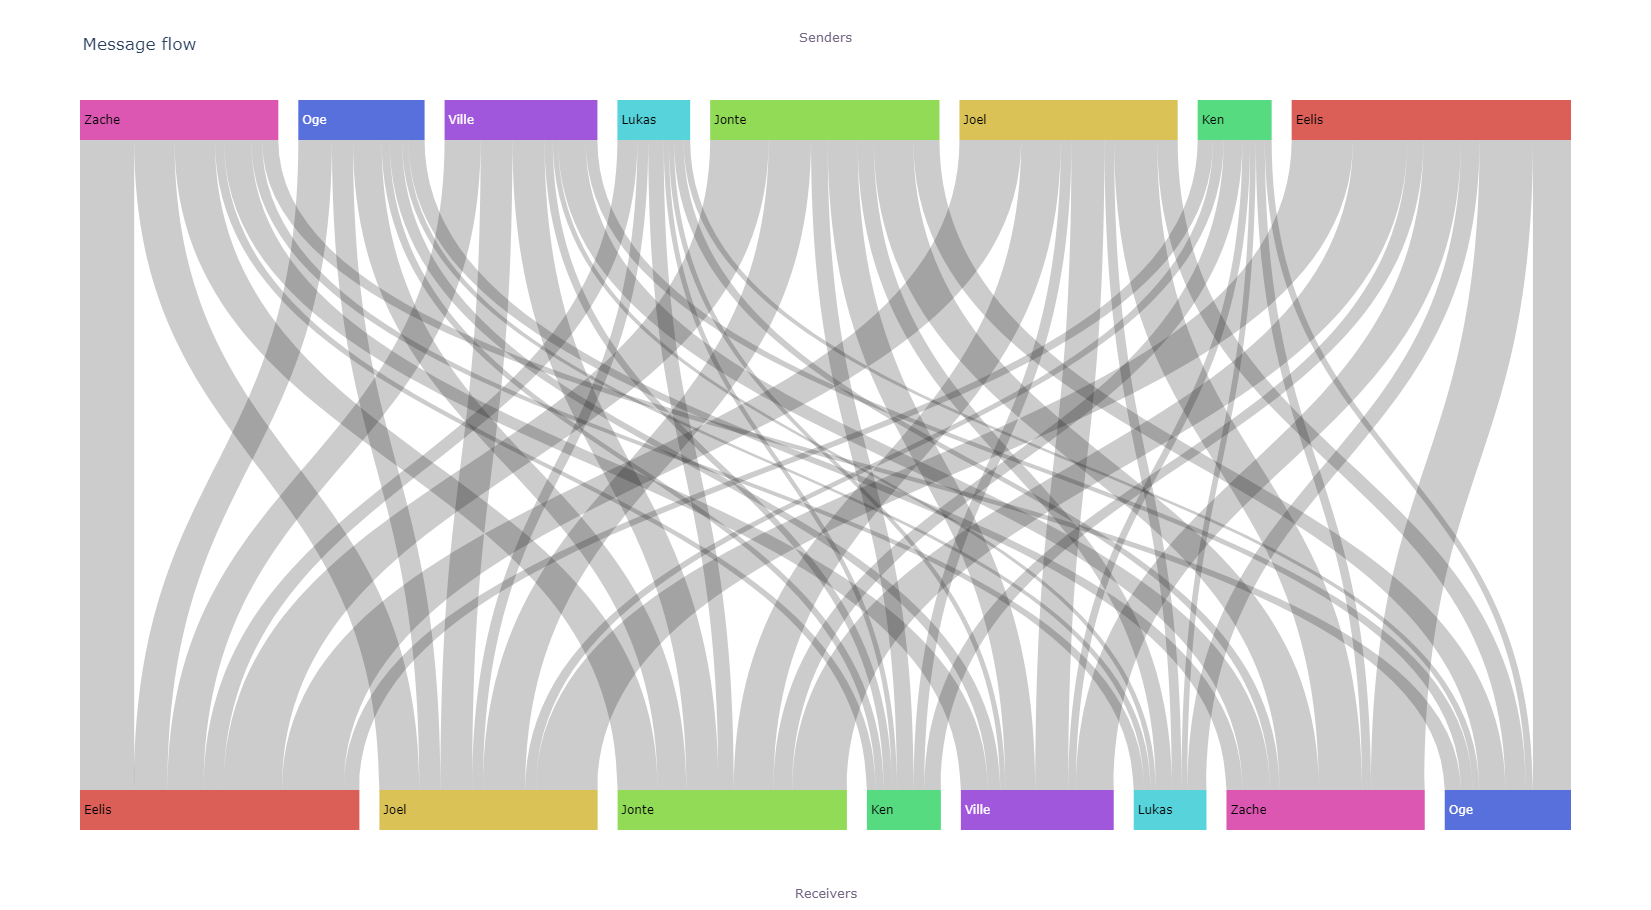 Message flow
Senders
Zache
Oge
Ville
Lukas
Jonte
Joel
Ken
Eelis
Eelis
Joel
Jonte
Ken
Ville
Lukas
Zache
Oge
Receivers